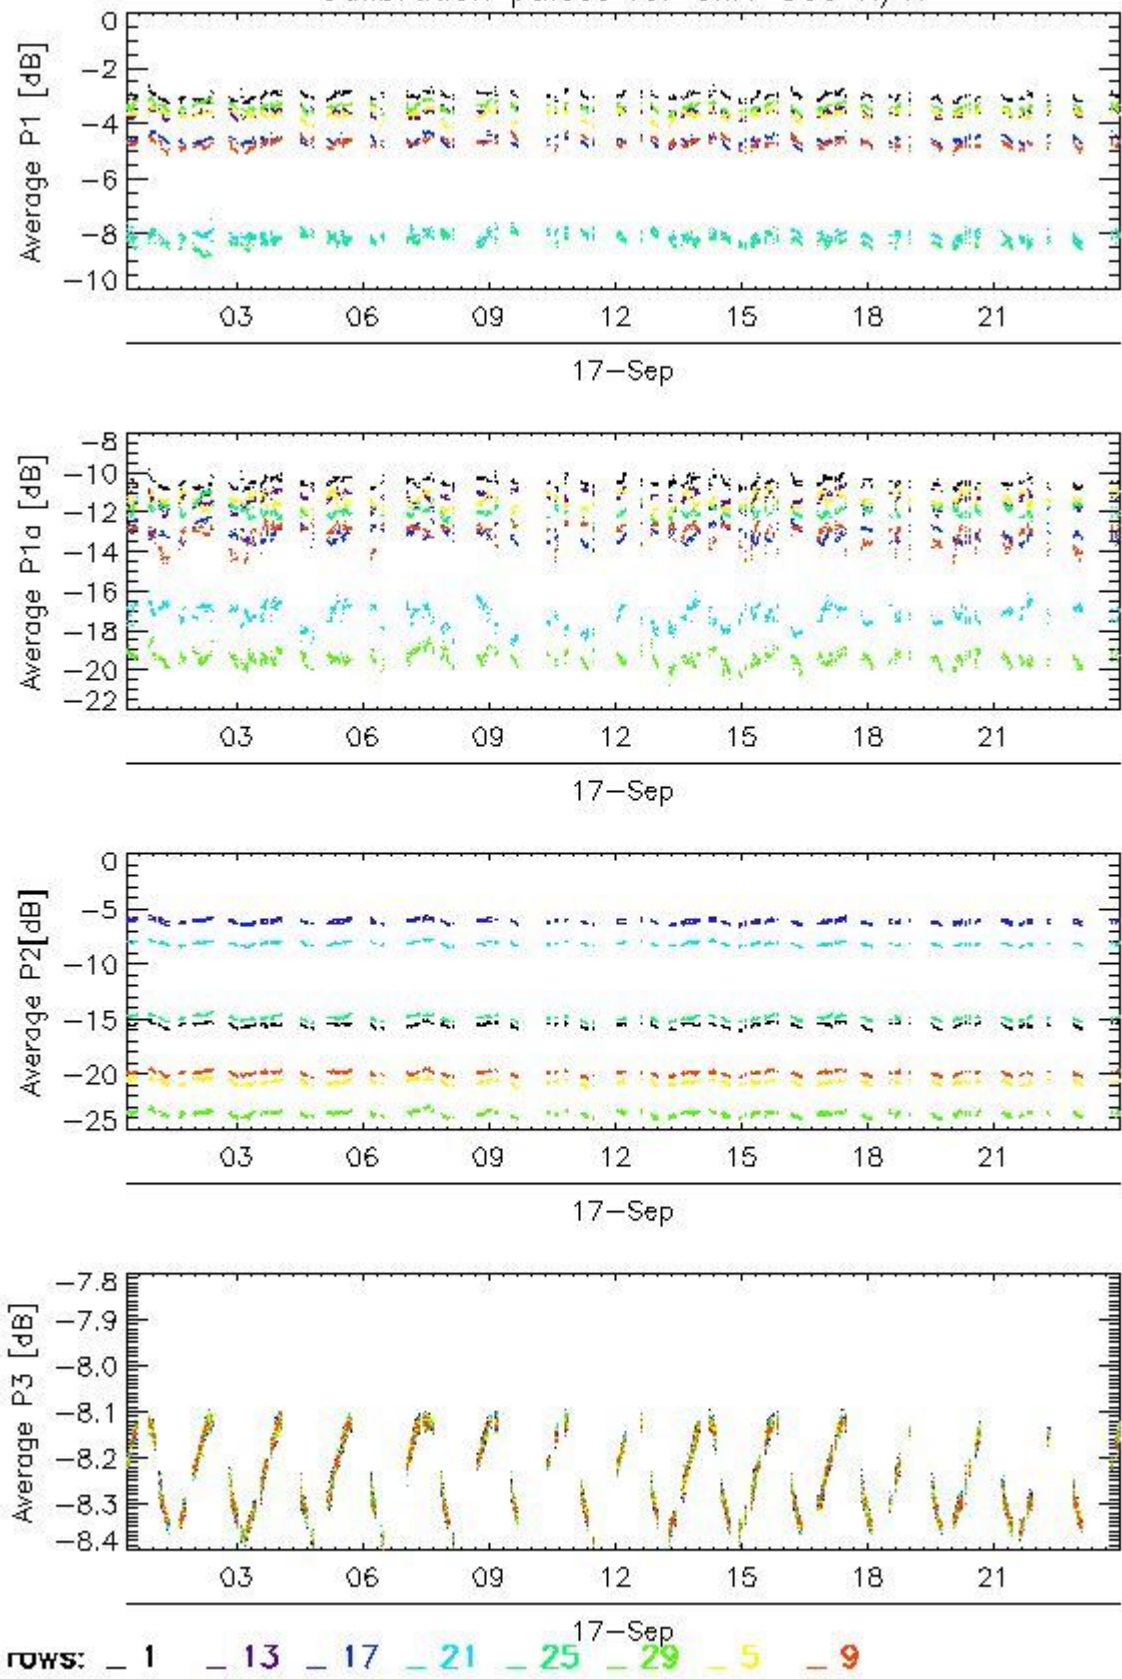 0
-2
-4
-6
-8
-10
Average P1 [dB]
03 06 09 12 15 18 21
17-Sep
-8
-10
-12
-14
-16
-18
-20
-22
Average P1a [dB]
03 06 09 12 15 18 21
17-Sep
0
-5
-10
-15
-20
-25
Average P2[dB]
03 06 09 12 15 18 21
17-Sep
-7.8
-7.9
-8.0
-8.1
-8.2
-8.3
-8.4
Average P3 [dB]
03 06 09 12 15 18 21
17-Sep
rows: _ 1 _ 13 _ 17 _ 21 _ 25 _ 29 _ 5 _ 9